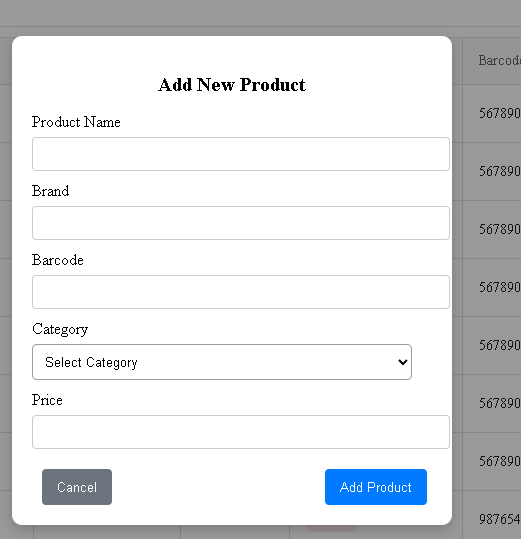 Add New Product
Product Name
Brand
Barcode
Category
Select Category
Price
Cancel
Add Product
Barcod
567890
567890
567890
567890
567890
567890
567890
987654